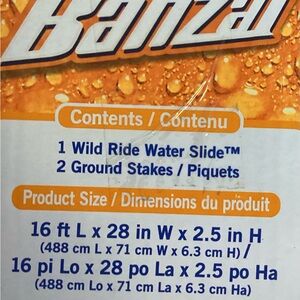 Banzai
Contents / Contenu
1 Wild Ride Water Slide™
2 Ground Stakes / Piquets
Product Size / Dimensions du produit
16 ft L x 28 in W x 2.5 in H
(488 cm L x 71 cm W x 6.3 cm H) /
16 pi Lo x 28 po La x 2.5 po Ha
(488 cm Lo x 71 cm La x 6.3 cm Ha)